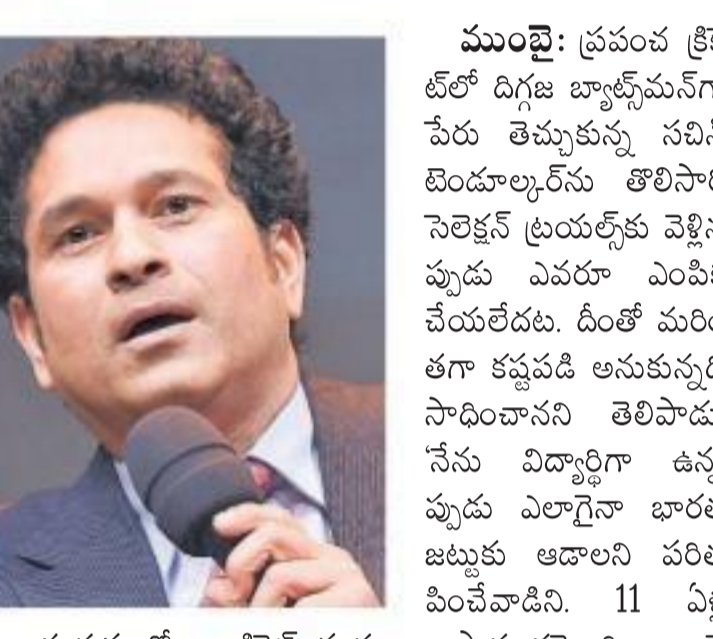 ముంబై: ప్రపంచ క్రికె
ట్‌లో దిగ్గజ బ్యాట్స్‌మన్‌గా
పేరు తెచ్చుకున్న సచిన్
టెండూల్కర్‌ను తొలిసారి
సెలెక్షన్ ట్రయల్స్‌కు వెళ్లిన
ప్పుడు ఎవరూ ఎంపిక
చేయలేదట. దీంతో మరిం
తగా కష్టపడి అనుకున్నది
సాధించానని తెలిపాడు.
'నేను విద్యార్థిగా ఉన్న
ప్పుడు ఎలాగైనా భారత
జట్టుకు ఆడాలని పరిత
పించేవాడిని. 11 ఏళ్ల